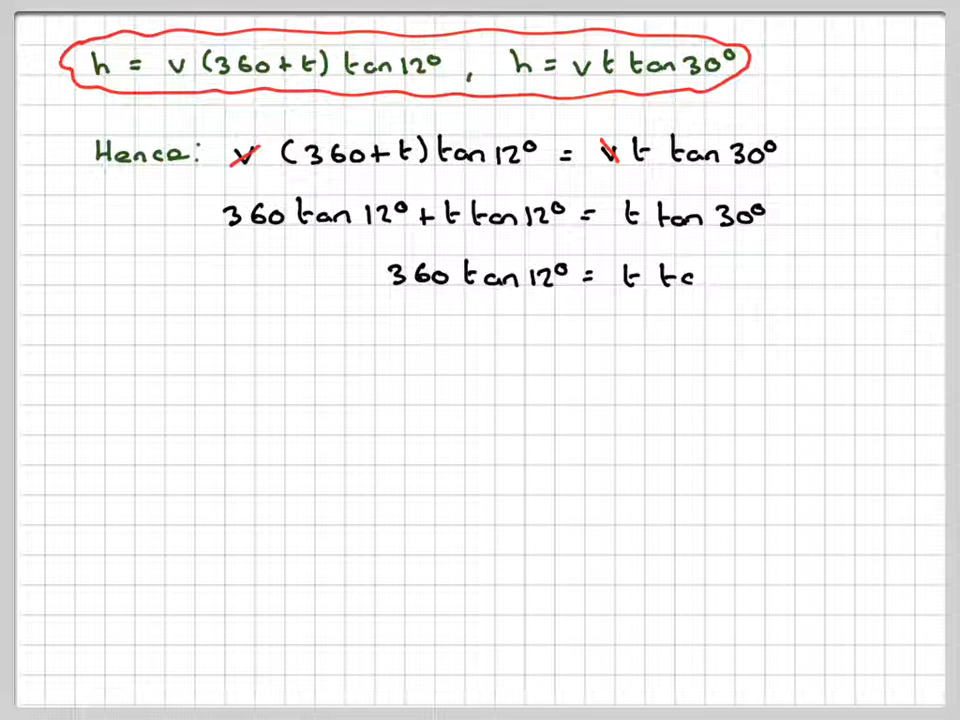 h = v (360 + t) tan 12° , h = v t tan 30°
Hence: v (360 + t) tan 12° = v t tan 30°
360 tan 12° + t tan 12° = t tan 30°
360 tan 12° = t ta